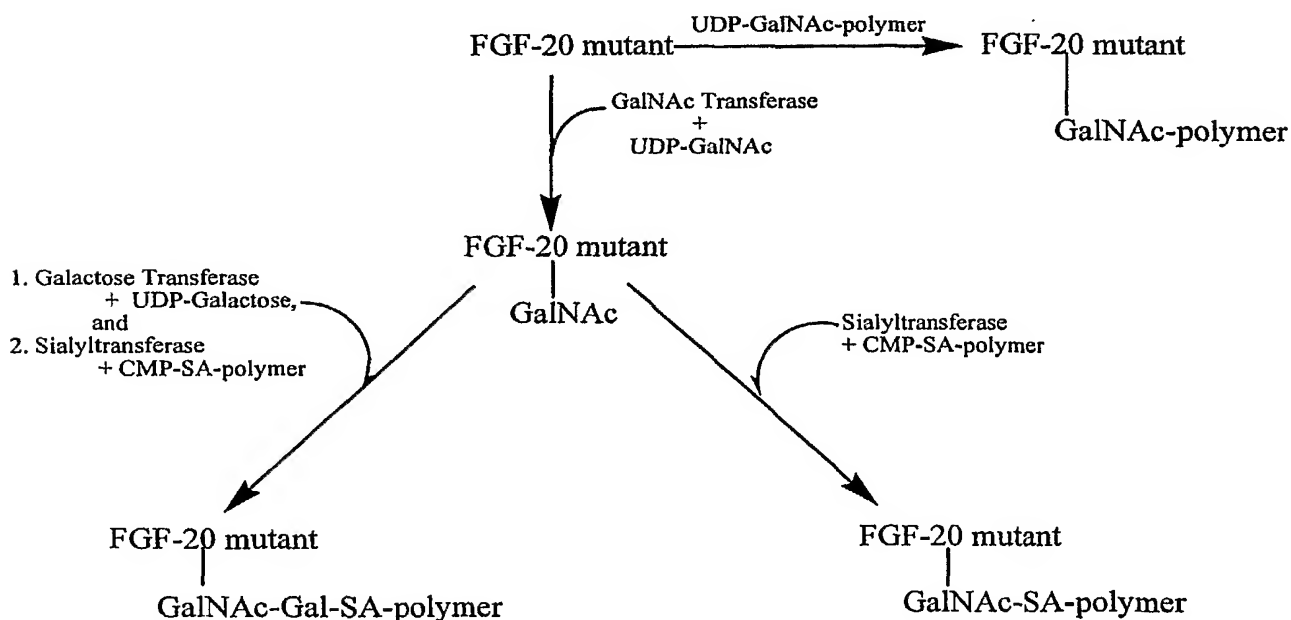 UDP-GalNAc-polymer
FGF-20 mutant
FGF-20 mutant
GalNAc-polymer
GalNAc Transferase
+
UDP-GalNAc
FGF-20 mutant
GalNAc
1. Galactose Transferase
+ UDP-Galactose,
and
2. Sialyltransferase
+ CMP-SA-polymer
Sialyltransferase
+ CMP-SA-polymer
FGF-20 mutant
GalNAc-Gal-SA-polymer
FGF-20 mutant
GalNAc-SA-polymer